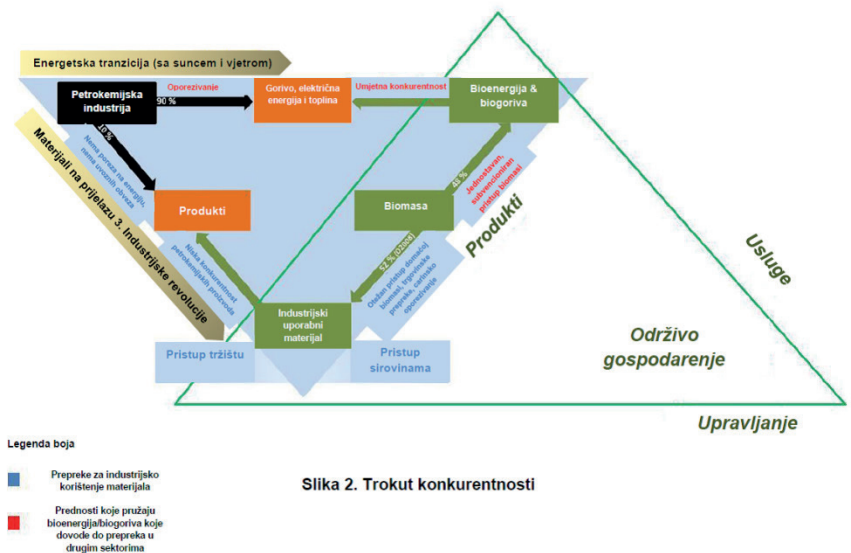 Energetska tranzicija (sa suncem i vjetrom)
Petrokemijska
industrija
Oporezivanje
90 %
Gorivo, električna
energija i toplina
Umjetna konkurentnost
Bioenergija &
biogoriva
10 %
Nema poreza na energiju,
nema uvoznih obveza
Materijali na prijelazu 3. Industrijske revolucije
Produkti
Biomasa
48 %
Jednostavan,
subvencioniran
pristup biomasi
Produkti
Usluge
52 % (D2008)
Otežan pristup domaćoj
biomasi, trgovinske
prepreke, carinsko
oporezivanje
Niska konkurentnost
petrokemijskih proizvoda
Industrijski
uporabni
materijal
Održivo
gospodarenje
Pristup tržištu
Pristup
sirovinama
Upravljanje
Legenda boja
Prepreke za industrijsko
korištenje materijala
Slika 2. Trokut konkurentnosti
Prednosti koje pružaju
bioenergija/biogoriva koje
dovode do prepreka u
drugim sektorima